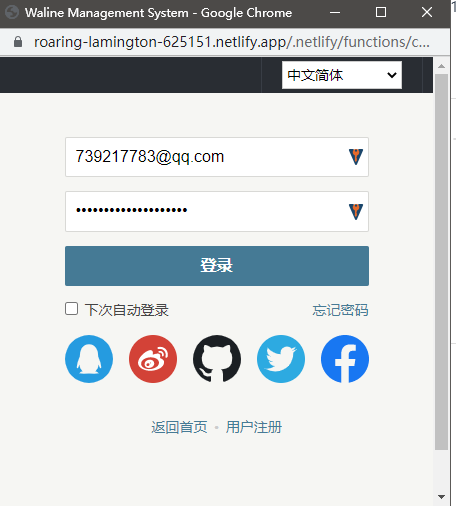 Waline Management System - Google Chrome
roaring-lamington-625151.netlify.app/.netlify/functions/c...
中文简体
739217783@qq.com
••••••••••••••••••••
登录
下次自动登录 忘记密码
返回首页 • 用户注册